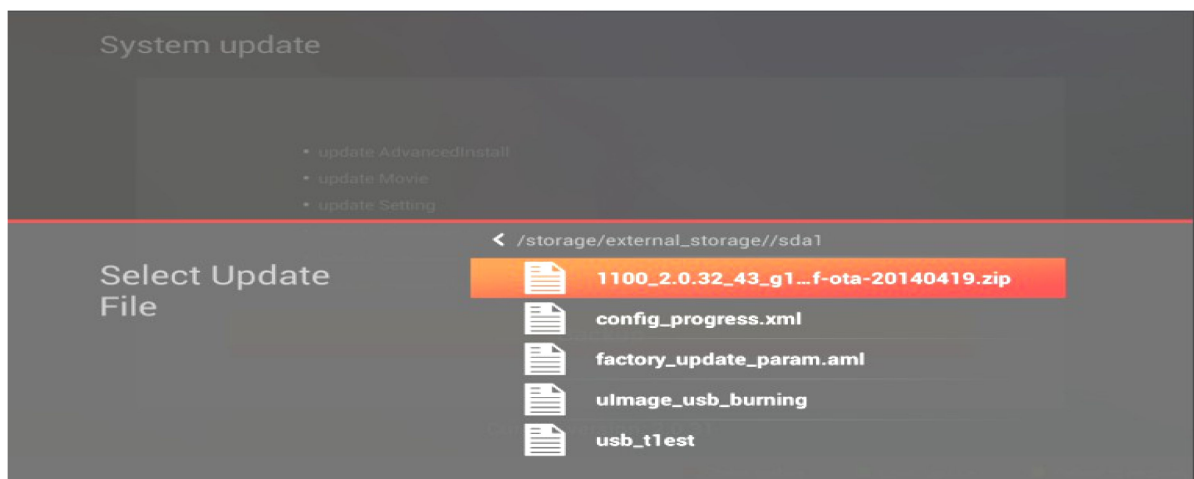 System update
• update AdvancedInstall
• update Movie
• update Setting
/storage/external_storage//sda1
Select Update
File
1100_2.0.32_43_g1...f-ota-20140419.zip
config_progress.xml
factory_update_param.aml
uImage_usb_burning
usb_t1est